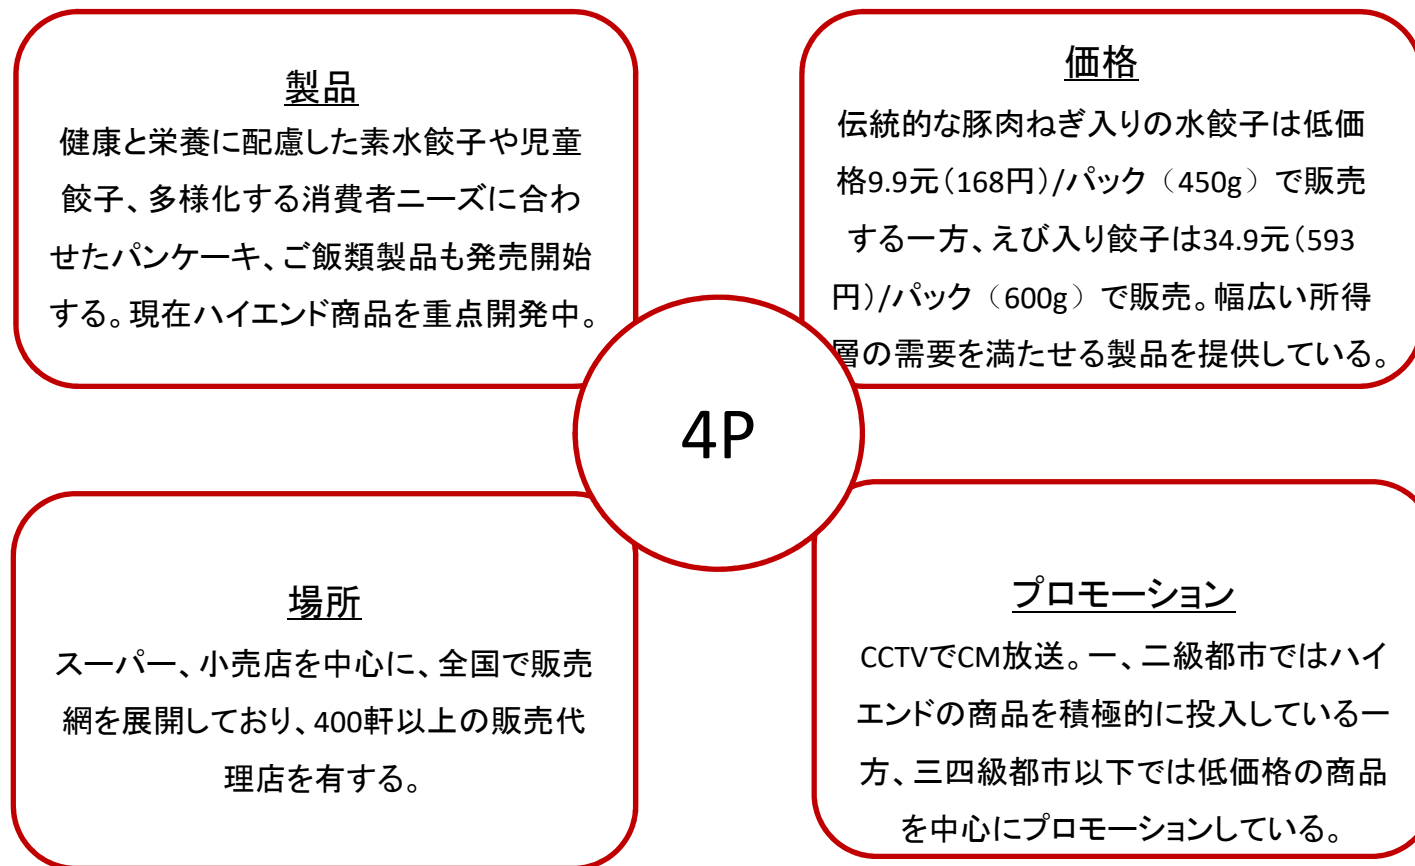 製品
健康と栄養に配慮した素水餃子や児童
餃子、多様化する消費者ニーズに合わ
せたパンケーキ、ご飯類製品も発売開始
する。現在ハイエンド商品を重点開発中。
価格
伝統的な豚肉ねぎ入りの水餃子は低価
格9.9元(168円)/パック（450g）で販売
する一方、えび入り餃子は34.9元(593
円)/パック（600g）で販売。幅広い所得
層の需要を満たせる製品を提供している。
4P
場所
スーパー、小売店を中心に、全国で販売
網を展開しており、400軒以上の販売代
理店を有する。
プロモーション
CCTVでCM放送。一、二級都市ではハイ
エンドの商品を積極的に投入している一
方、三四級都市以下では低価格の商品
を中心にプロモーションしている。